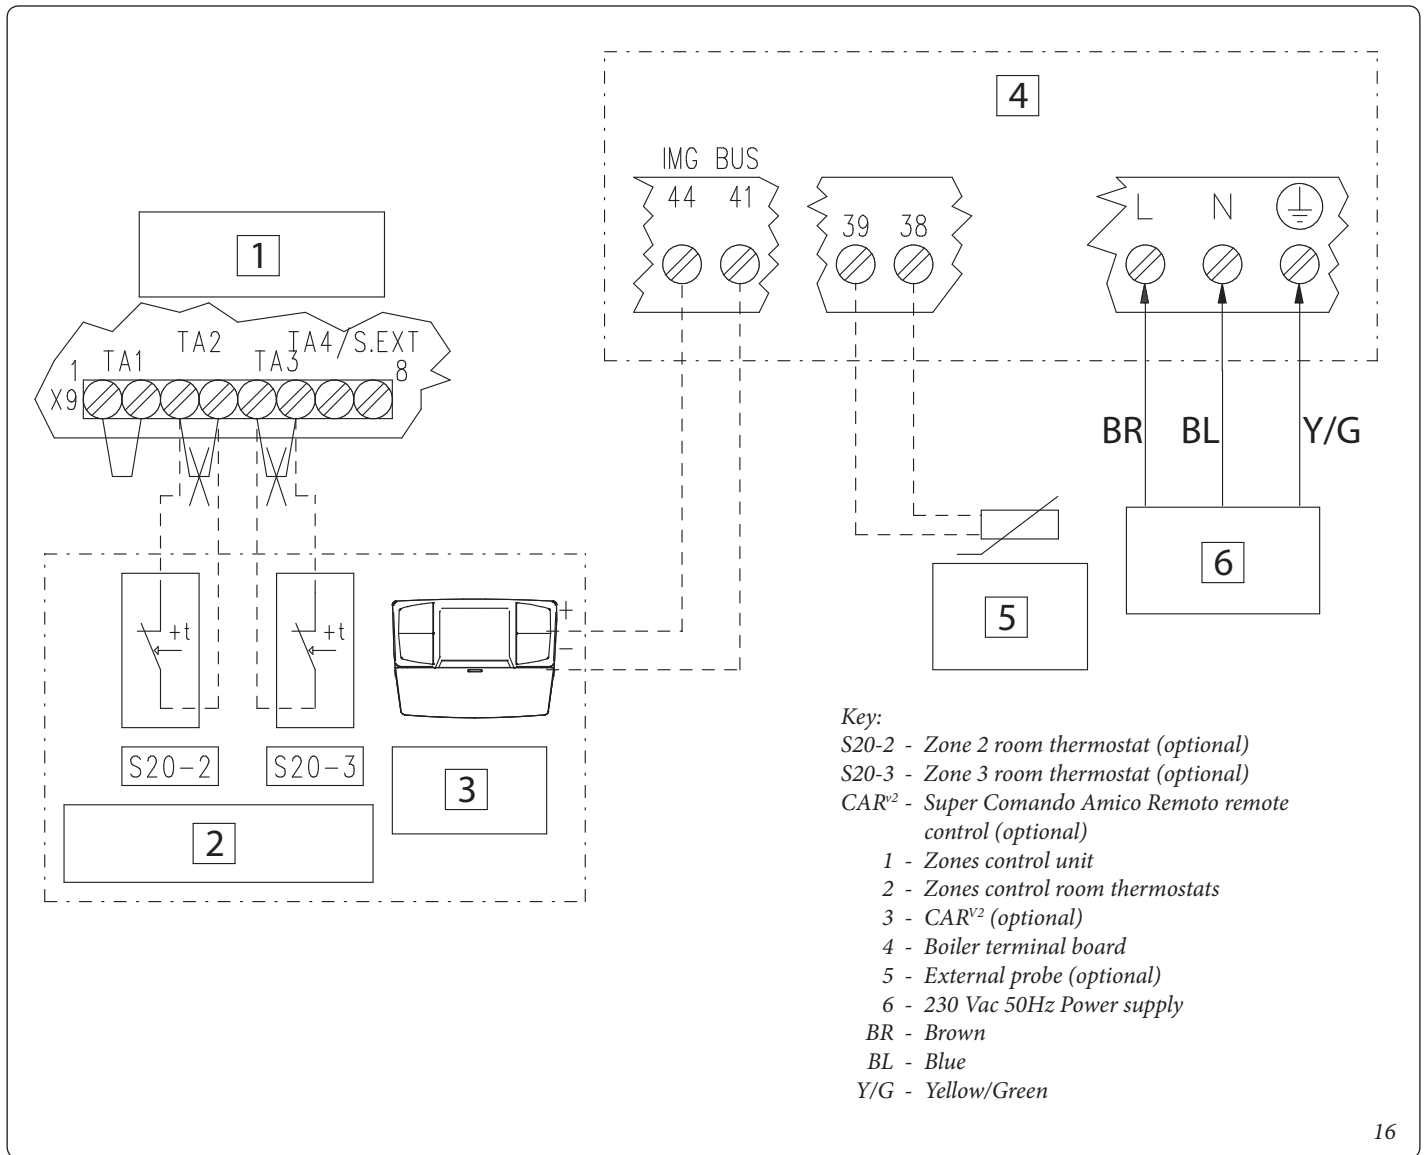 4
IMG BUS
44 41
39 38
L N
1
TA2 TA4/S.EXT
TA1 TA3
1 8
X9
BR BL Y/G
6
5
+
-
+t +t
S20-2 S20-3
3
2
Key:
S20-2 - Zone 2 room thermostat (optional)
S20-3 - Zone 3 room thermostat (optional)
CARv2 - Super Comando Amico Remoto remote
control (optional)
1 - Zones control unit
2 - Zones control room thermostats
3 - CARV2 (optional)
4 - Boiler terminal board
5 - External probe (optional)
6 - 230 Vac 50Hz Power supply
BR - Brown
BL - Blue
Y/G - Yellow/Green
16